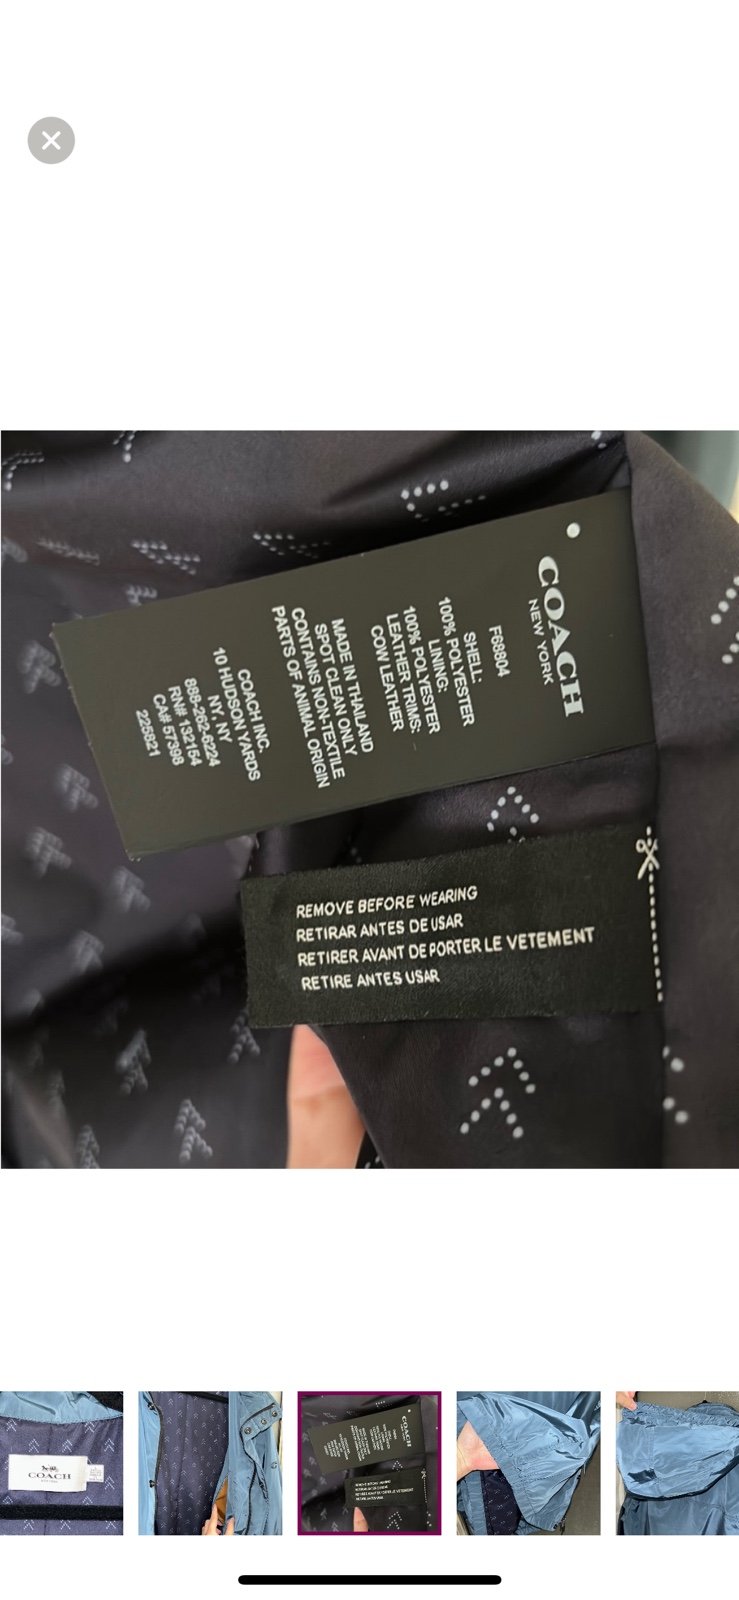 COACH
NEW YORK
F68804
SHELL:
100% POLYESTER
LINING:
100% POLYESTER
LEATHER TRIMS:
COW LEATHER
MADE IN THAILAND
SPOT CLEAN ONLY
CONTAINS NON-TEXTILE
PARTS OF ANIMAL ORIGIN
COACH INC.
10 HUDSON YARDS
NY, NY
888-262-6224
RN# 132154
CA# 57398
225821
REMOVE BEFORE WEARING
RETIRAR ANTES DE USAR
RETIRER AVANT DE PORTER LE VETEMENT
RETIRE ANTES USAR
COACH